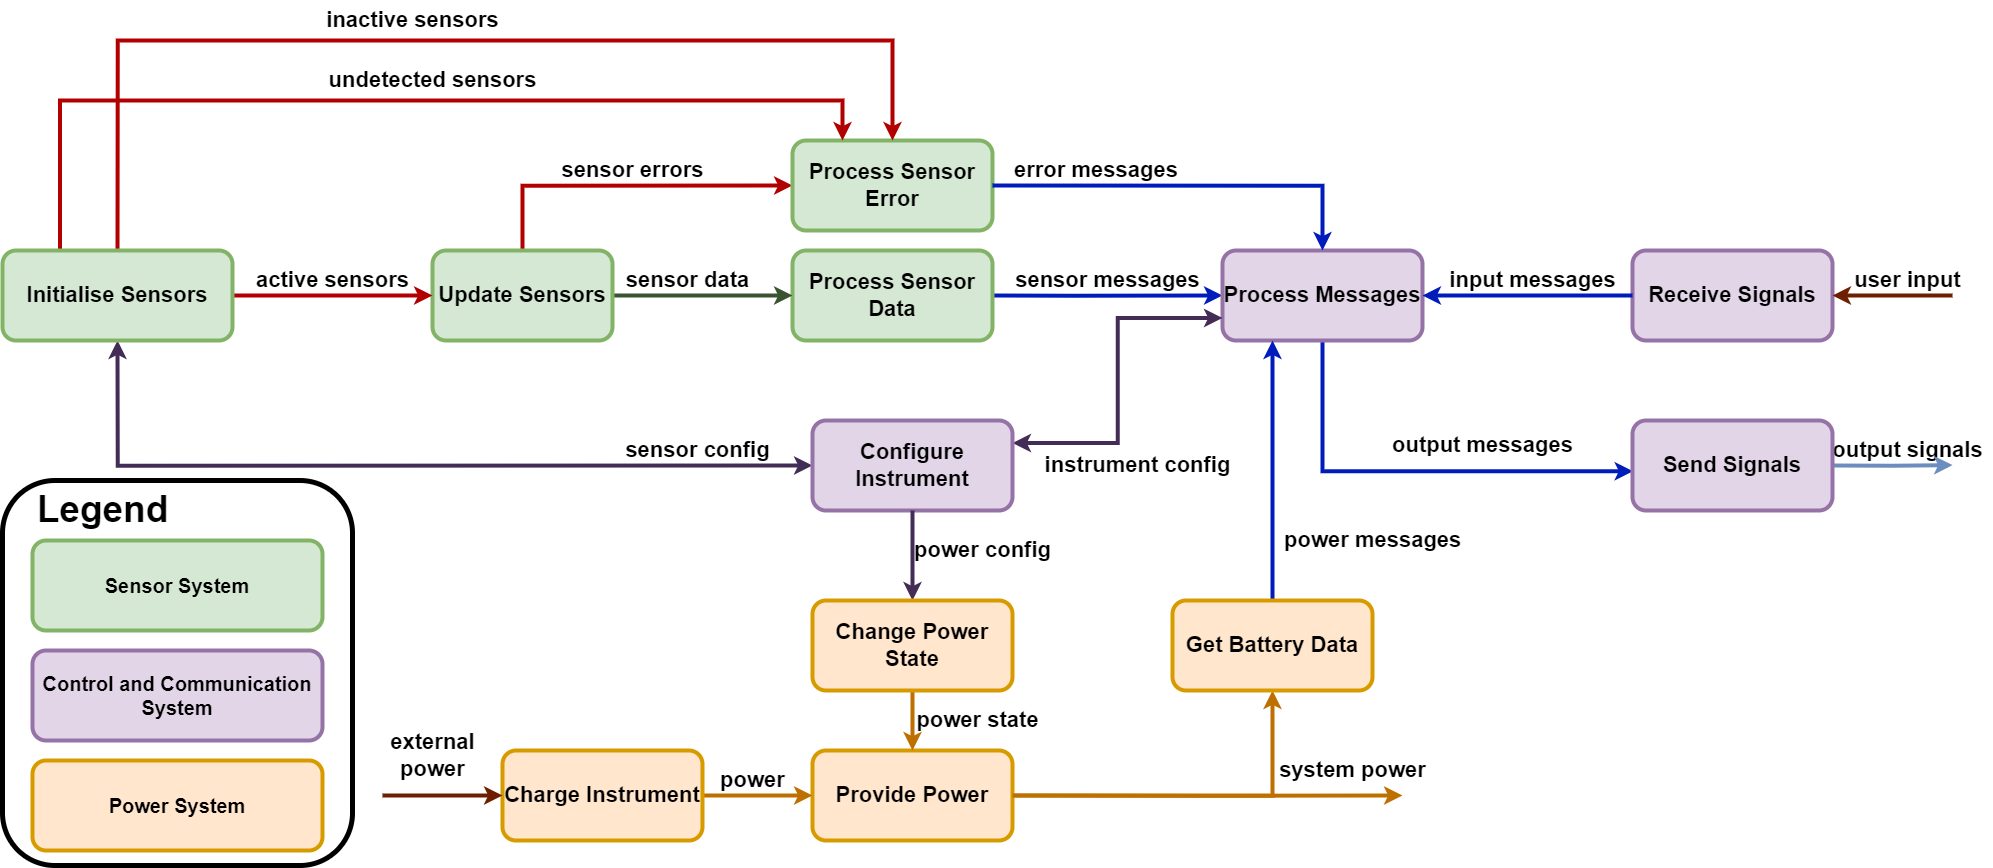 inactive sensors
undetected sensors
sensor errors
Process Sensor
Error
error messages
Initialise Sensors
active sensors
Update Sensors
sensor data
Process Sensor
Data
sensor messages
Process Messages
input messages
Receive Signals
user input
sensor config
Configure
Instrument
instrument config
output messages
Send Signals
output signals
power config
power messages
Change Power
State
Get Battery Data
power state
external
power
Charge Instrument
power
Provide Power
system power
Legend
Sensor System
Control and Communication
System
Power System